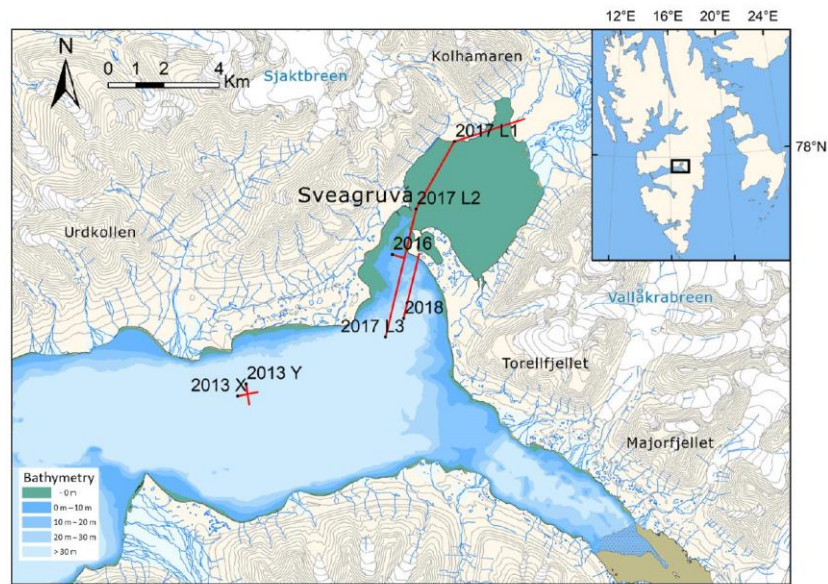 12°E 16°E 20°E 24°E
78°N
N
0 1 2 4
Km
Kolhamaren
Sjaktbreen
2017 L1
Sveagruva
2017 L2
Urdkollen
2016
Vallåkrabreen
2018
2017 L3
Torellfjellet
2013 Y
2013 X
Majorfjellet
Bathymetry
- 0 m
0 m – 10 m
10 m – 20 m
20 m – 30 m
> 30 m